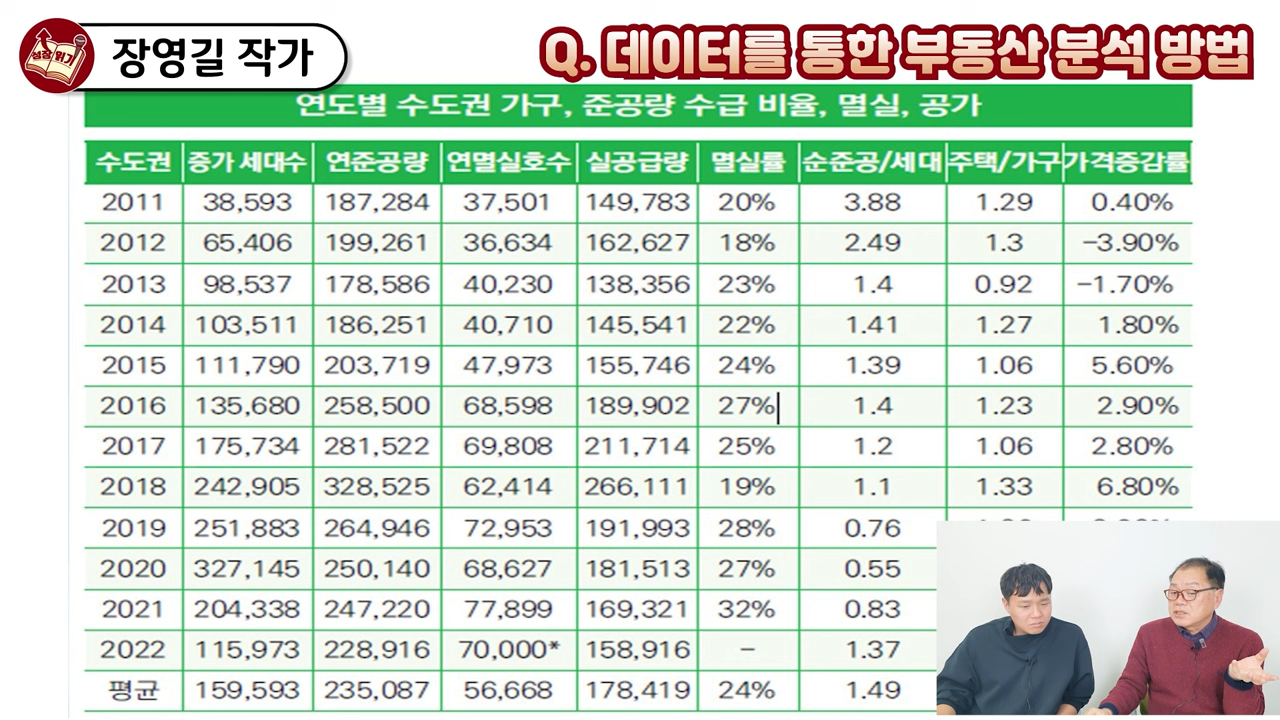 성장 읽기
장영길 작가
Q. 데이터를 통한 부동산 분석 방법
연도별 수도권 가구, 준공량 수급 비율, 멸실, 공가
수도권 증가 세대수 연준공량 연멸실호수 실공급량 멸실률 순준공/세대 주택/가구 가격증감률
2011 38,593 187,284 37,501 149,783 20% 3.88 1.29 0.40%
2012 65,406 199,261 36,634 162,627 18% 2.49 1.3 −3.90%
2013 98,537 178,586 40,230 138,356 23% 1.4 0.92 −1.70%
2014 103,511 186,251 40,710 145,541 22% 1.41 1.27 1.80%
2015 111,790 203,719 47,973 155,746 24% 1.39 1.06 5.60%
2016 135,680 258,500 68,598 189,902 27% 1.4 1.23 2.90%
2017 175,734 281,522 69,808 211,714 25% 1.2 1.06 2.80%
2018 242,905 328,525 62,414 266,111 19% 1.1 1.33 6.80%
2019 251,883 264,946 72,953 191,993 28% 0.76
2020 327,145 250,140 68,627 181,513 27% 0.55
2021 204,338 247,220 77,899 169,321 32% 0.83
2022 115,973 228,916 70,000* 158,916 − 1.37
평균 159,593 235,087 56,668 178,419 24% 1.49